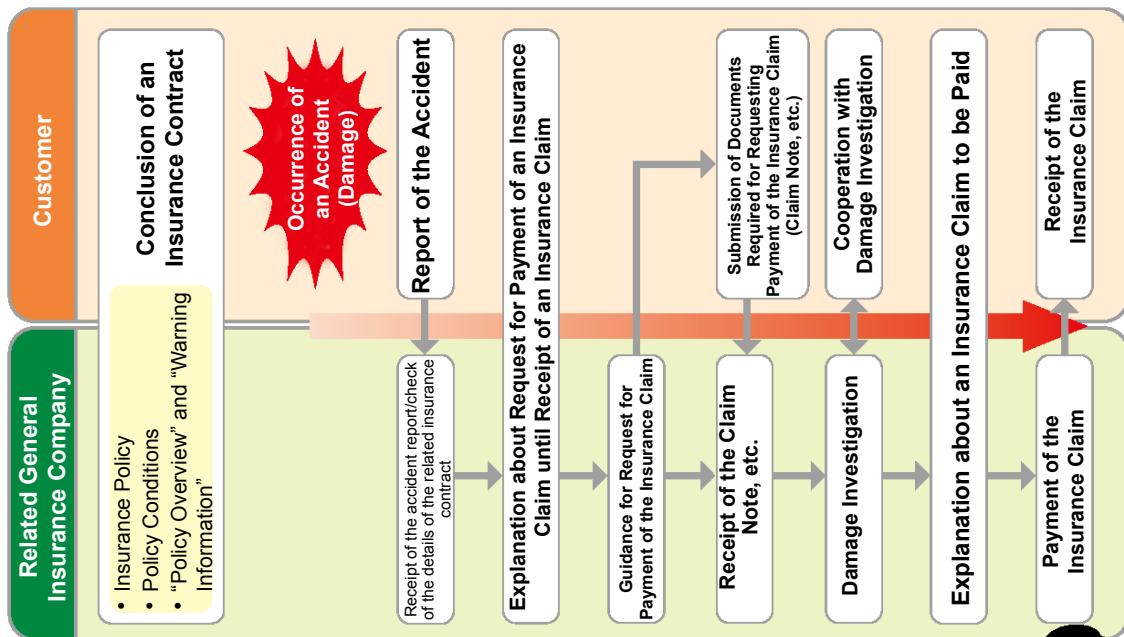 Related General
Insurance Company
Customer
• Insurance Policy
• Policy Conditions
• “Policy Overview” and “Warning
Information”
Conclusion of an
Insurance Contract
Occurrence of
an Accident
(Damage)
Report of the Accident
Receipt of the accident report/check
of the details of the related insurance
contract
Explanation about Request for Payment of an Insurance
Claim until Receipt of an Insurance Claim
Guidance for Request for
Payment of the Insurance Claim
Submission of Documents
Required for Requesting
Payment of the Insurance Claim
(Claim Note, etc.)
Receipt of the Claim
Note, etc.
Damage Investigation
Cooperation with
Damage Investigation
Explanation about an Insurance Claim to be Paid
Payment of the
Insurance Claim
Receipt of the
Insurance Claim